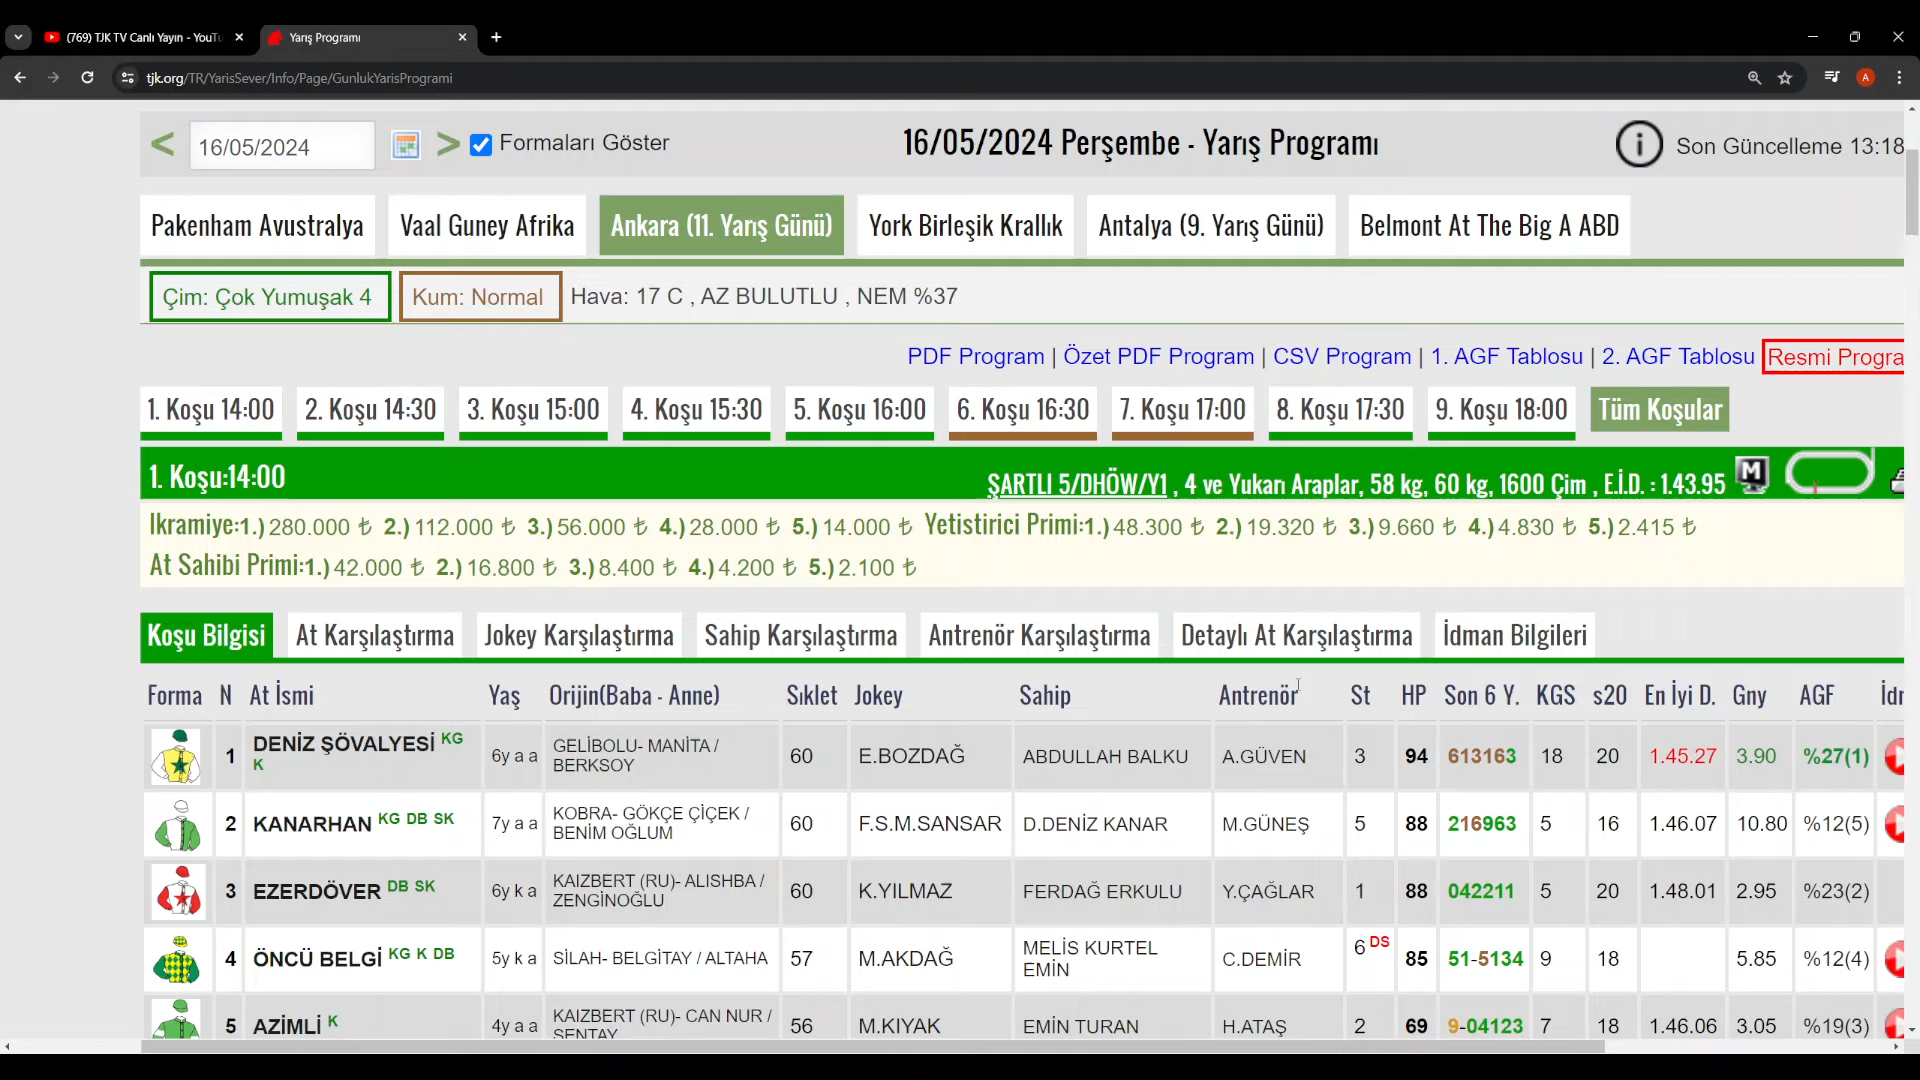 (769) TJK TV Canlı Yayın - YouTu
Yarış Programı
tjk.org/TR/YarisSever/Info/Page/GunlukYarisProgrami
A
16/05/2024
Formaları Göster
16/05/2024 Perşembe - Yarış Programı
Son Güncelleme 13:18
Pakenham Avustralya Vaal Guney Afrika Ankara (11. Yarış Günü) York Birleşik Krallık Antalya (9. Yarış Günü) Belmont At The Big A ABD
Çim: Çok Yumuşak 4 Kum: Normal Hava: 17 C , AZ BULUTLU , NEM %37
PDF Program | Özet PDF Program | CSV Program | 1. AGF Tablosu | 2. AGF Tablosu Resmi Progra
1. Koşu 14:00 2. Koşu 14:30 3. Koşu 15:00 4. Koşu 15:30 5. Koşu 16:00 6. Koşu 16:30 7. Koşu 17:00 8. Koşu 17:30 9. Koşu 18:00 Tüm Koşular
1. Koşu:14:00 ŞARTLI 5/DHÖW/Y1 , 4 ve Yukarı Araplar, 58 kg, 60 kg, 1600 Çim , E.İ.D. : 1.43.95 M
Ikramiye:1.) 280.000 ₺ 2.) 112.000 ₺ 3.) 56.000 ₺ 4.) 28.000 ₺ 5.) 14.000 ₺ Yetistirici Primi:1.) 48.300 ₺ 2.) 19.320 ₺ 3.) 9.660 ₺ 4.) 4.830 ₺ 5.) 2.415 ₺
At Sahibi Primi:1.) 42.000 ₺ 2.) 16.800 ₺ 3.) 8.400 ₺ 4.) 4.200 ₺ 5.) 2.100 ₺
Koşu Bilgisi At Karşılaştırma Jokey Karşılaştırma Sahip Karşılaştırma Antrenör Karşılaştırma Detaylı At Karşılaştırma İdman Bilgileri
Forma N At İsmi Yaş Orijin(Baba - Anne) Sıklet Jokey Sahip Antrenör St HP Son 6 Y. KGS s20 En İyi D. Gny AGF İdr
1 DENİZ ŞÖVALYESİ KG K 6y a a GELİBOLU- MANİTA / BERKSOY 60 E.BOZDAĞ ABDULLAH BALKU A.GÜVEN 3 94 613163 18 20 1.45.27 3.90 %27(1)
2 KANARHAN KG DB SK 7y a a KOBRA- GÖKÇE ÇİÇEK / BENİM OĞLUM 60 F.S.M.SANSAR D.DENİZ KANAR M.GÜNEŞ 5 88 216963 5 16 1.46.07 10.80 %12(5)
3 EZERDÖVER DB SK 6y k a KAIZBERT (RU)- ALISHBA / ZENGİNOĞLU 60 K.YILMAZ FERDAĞ ERKULU Y.ÇAĞLAR 1 88 042211 5 20 1.48.01 2.95 %23(2)
4 ÖNCÜ BELGİ KG K DB 5y k a SİLAH- BELGİTAY / ALTAHA 57 M.AKDAĞ MELİS KURTEL EMİN C.DEMİR 6 DS 85 51-5134 9 18 5.85 %12(4)
5 AZİMLİ K 4y a a KAIZBERT (RU)- CAN NUR / SENTAY 56 M.KIYAK EMİN TURAN H.ATAŞ 2 69 9-04123 7 18 1.46.06 3.05 %19(3)